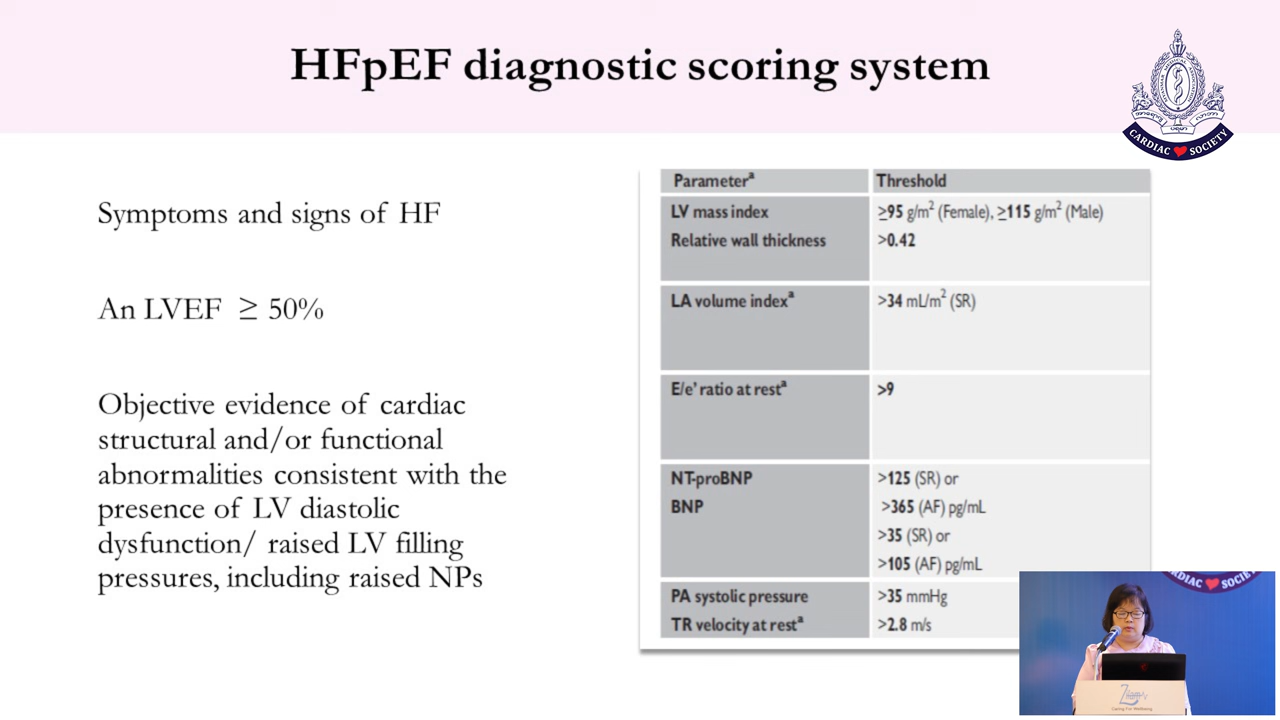 HFpEF diagnostic scoring system
CARDIAC SOCIETY
Symptoms and signs of HF
An LVEF ≥ 50%
Objective evidence of cardiac
structural and/or functional
abnormalities consistent with the
presence of LV diastolic
dysfunction/ raised LV filling
pressures, including raised NPs
Parameterᵃ Threshold
LV mass index ≥95 g/m² (Female), ≥115 g/m² (Male)
Relative wall thickness >0.42
LA volume indexᵃ >34 mL/m² (SR)
E/e' ratio at restᵃ >9
NT-proBNP >125 (SR) or
BNP >365 (AF) pg/mL
>35 (SR) or
>105 (AF) pg/mL
PA systolic pressure >35 mmHg
TR velocity at restᵃ >2.8 m/s
Caring For Wellbeing